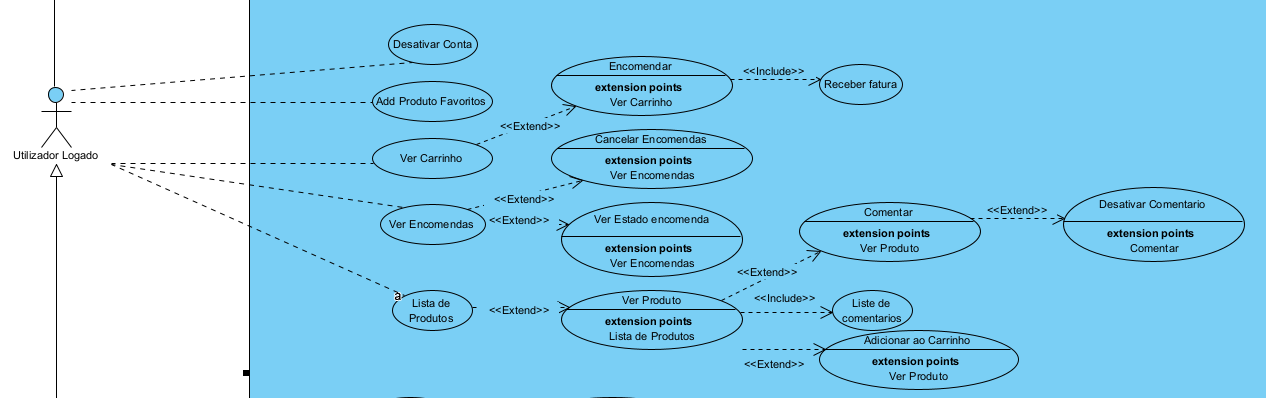 Desativar Conta
Encomendar
extension points
Ver Carrinho
<<Include>>
Receber fatura
Add Produto Favoritos
<<Extend>>
Utilizador Logado
Ver Carrinho
Cancelar Encomendas
extension points
Ver Encomendas
<<Extend>>
Ver Encomendas
<<Extend>>
Ver Estado encomenda
extension points
Ver Encomendas
Comentar
extension points
Ver Produto
<<Extend>>
Desativar Comentario
extension points
Comentar
<<Extend>>
a
Lista de
Produtos
<<Extend>>
Ver Produto
extension points
Lista de Produtos
<<Include>>
Liste de
comentarios
<<Extend>>
Adicionar ao Carrinho
extension points
Ver Produto